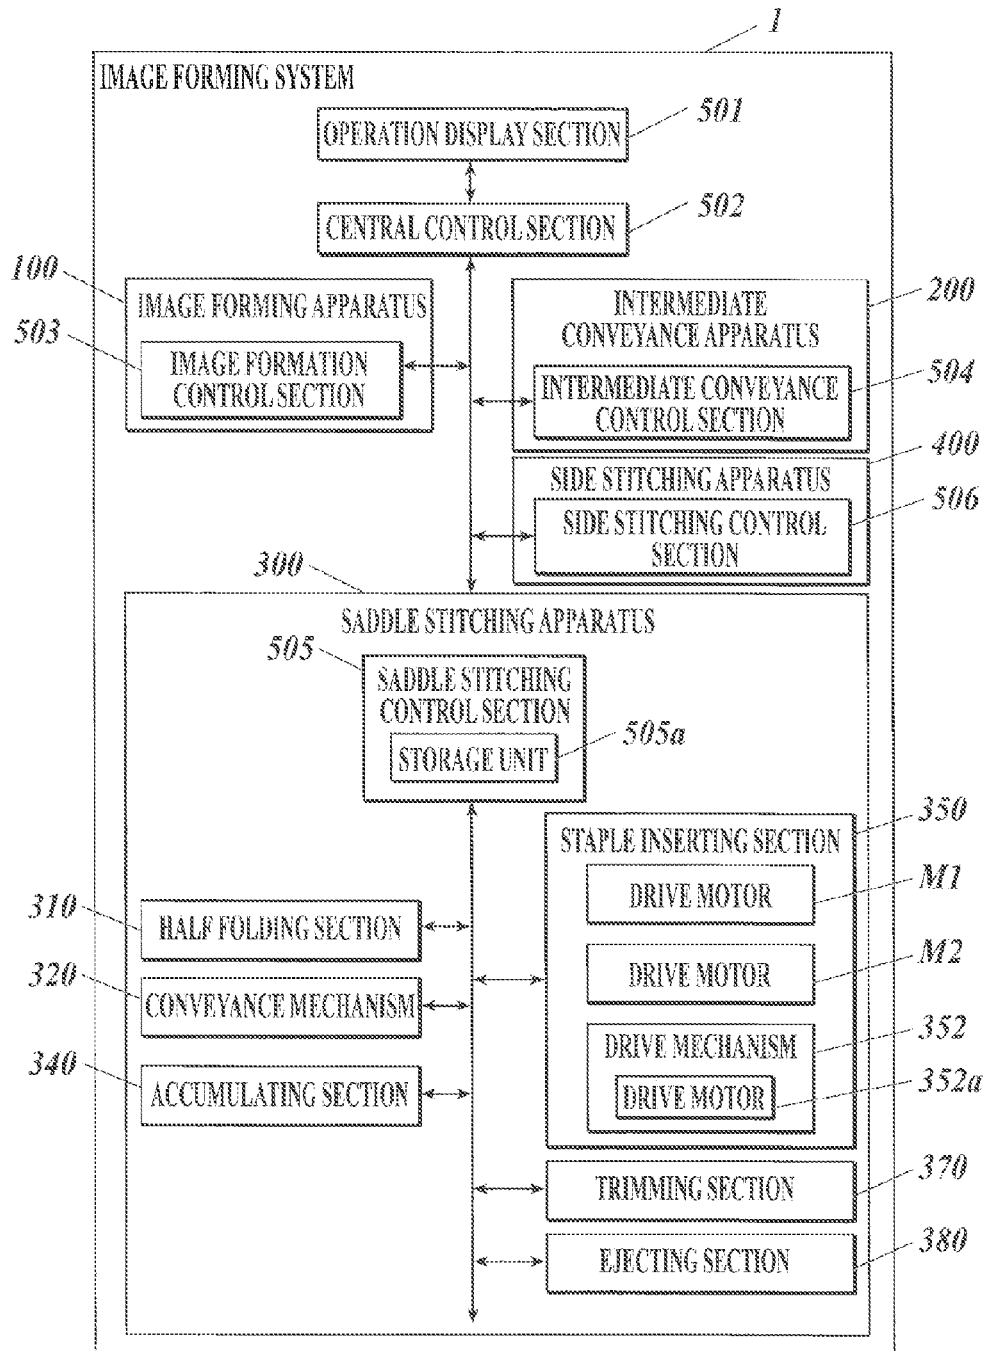 1
IMAGE FORMING SYSTEM
501
OPERATION DISPLAY SECTION
502
CENTRAL CONTROL SECTION
100
IMAGE FORMING APPARATUS
503
IMAGE FORMATION
CONTROL SECTION
200
INTERMEDIATE
CONVEYANCE APPARATUS
504
INTERMEDIATE CONVEYANCE
CONTROL SECTION
400
SIDE STITCHING APPARATUS
506
SIDE STITCHING CONTROL
SECTION
300
SADDLE STITCHING APPARATUS
505
SADDLE STITCHING
CONTROL SECTION
505a
STORAGE UNIT
350
STAPLE INSERTING SECTION
M1
DRIVE MOTOR
310
HALF FOLDING SECTION
M2
DRIVE MOTOR
320
CONVEYANCE MECHANISM
352
DRIVE MECHANISM
352a
DRIVE MOTOR
340
ACCUMULATING SECTION
370
TRIMMING SECTION
380
EJECTING SECTION